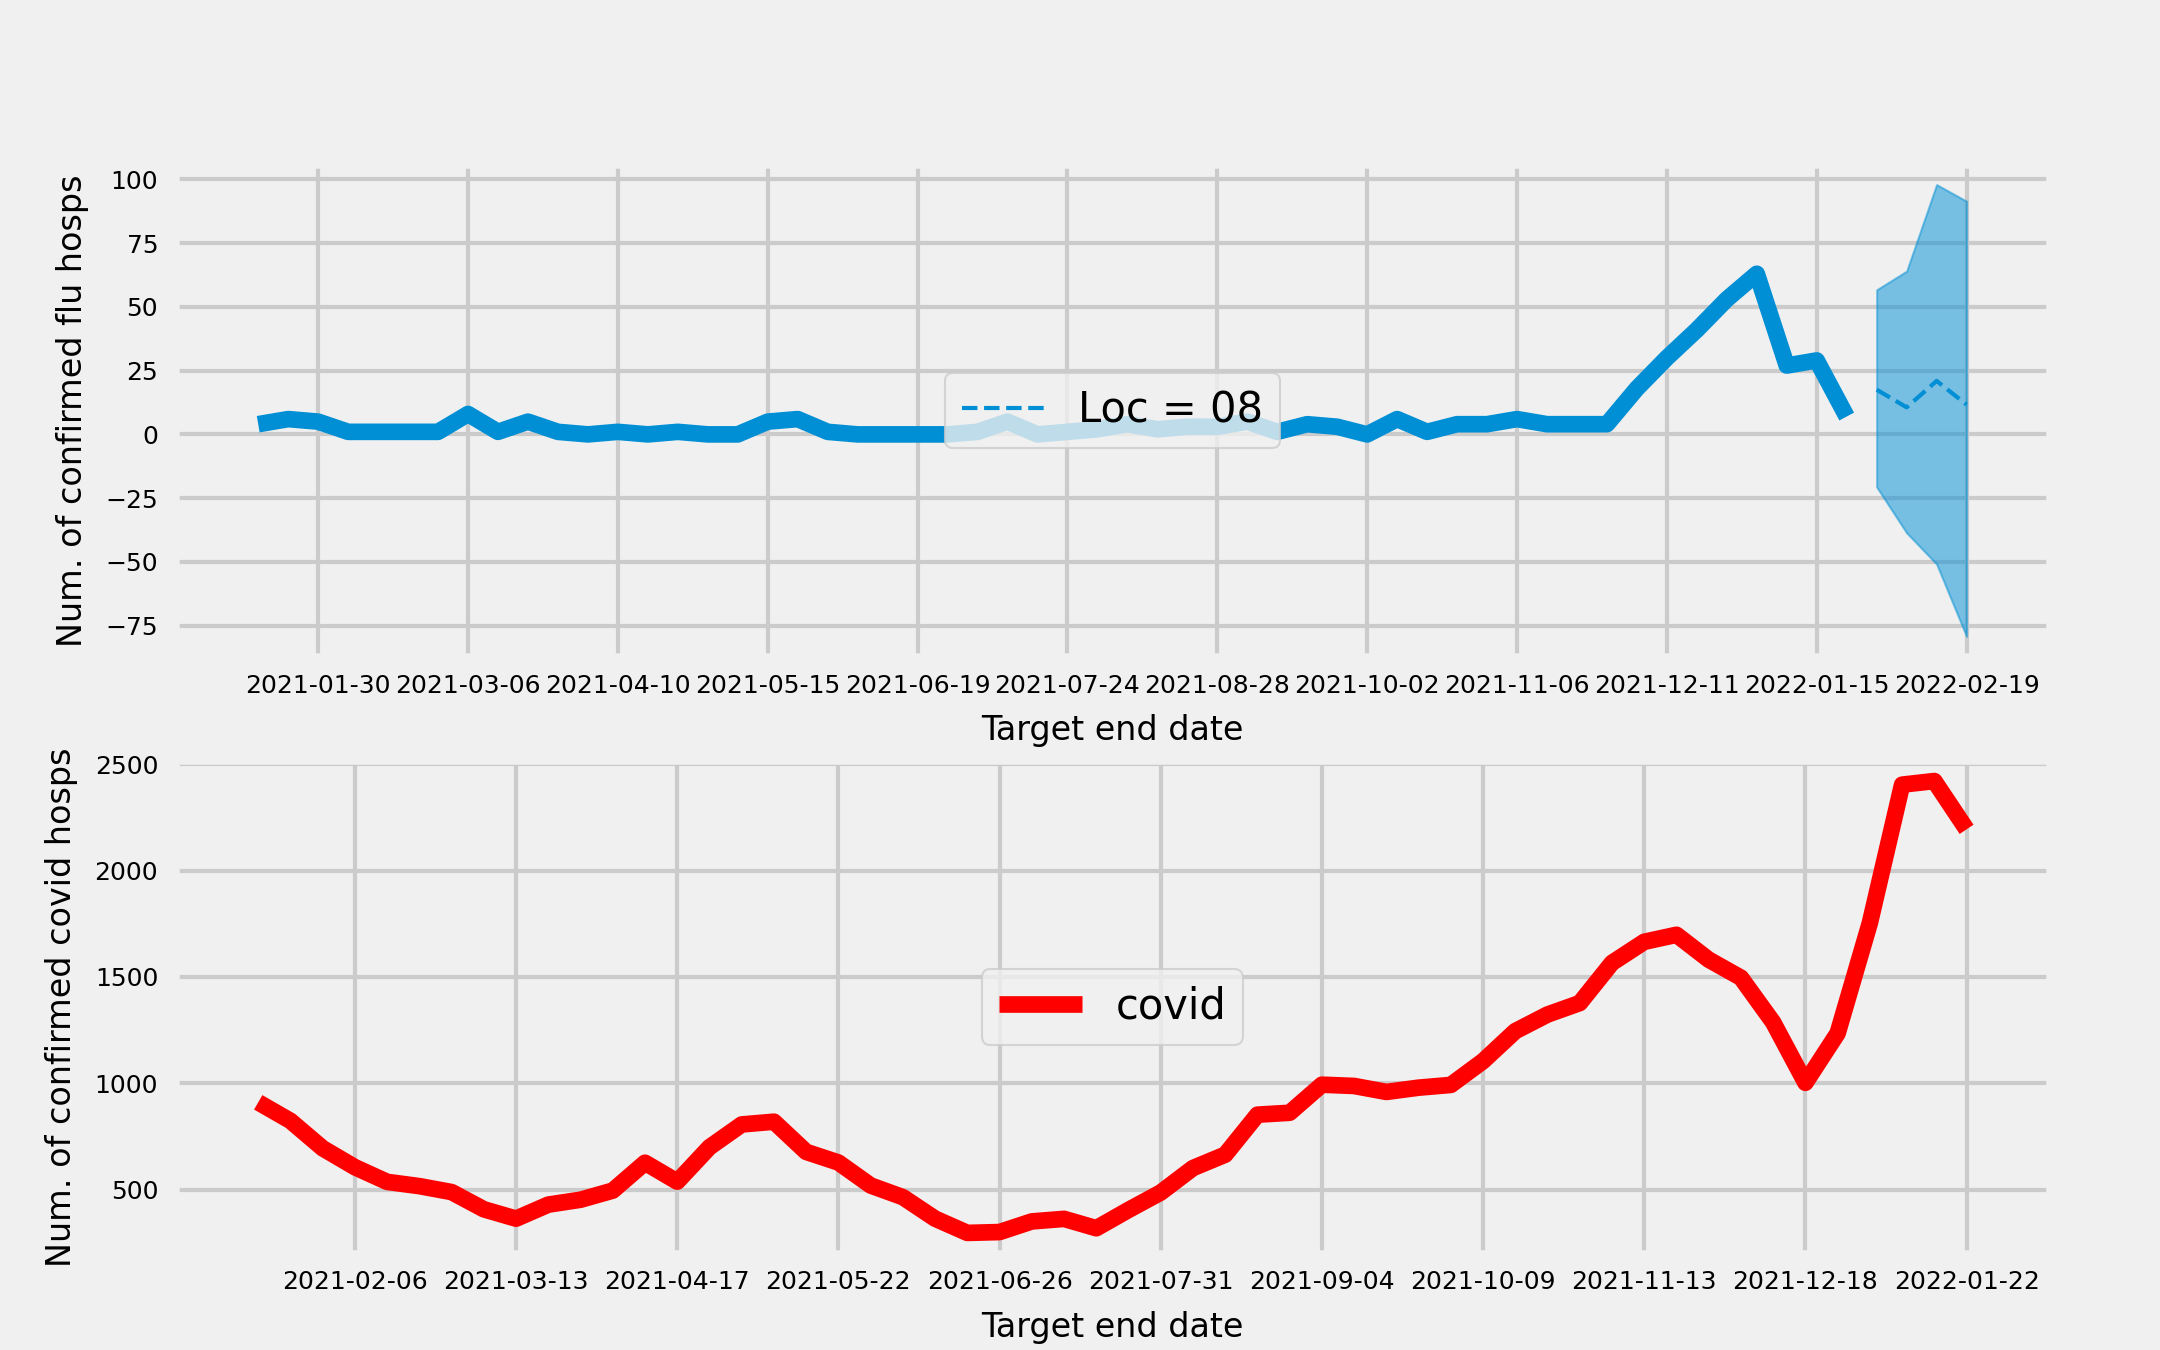 Num. of confirmed flu hosps
100
75
50
25
0
−25
−50
−75
Loc = 08
2021-01-30 2021-03-06 2021-04-10 2021-05-15 2021-06-19 2021-07-24 2021-08-28 2021-10-02 2021-11-06 2021-12-11 2022-01-15 2022-02-19
Target end date
Num. of confirmed covid hosps
2500
2000
1500
1000
500
covid
2021-02-06 2021-03-13 2021-04-17 2021-05-22 2021-06-26 2021-07-31 2021-09-04 2021-10-09 2021-11-13 2021-12-18 2022-01-22
Target end date